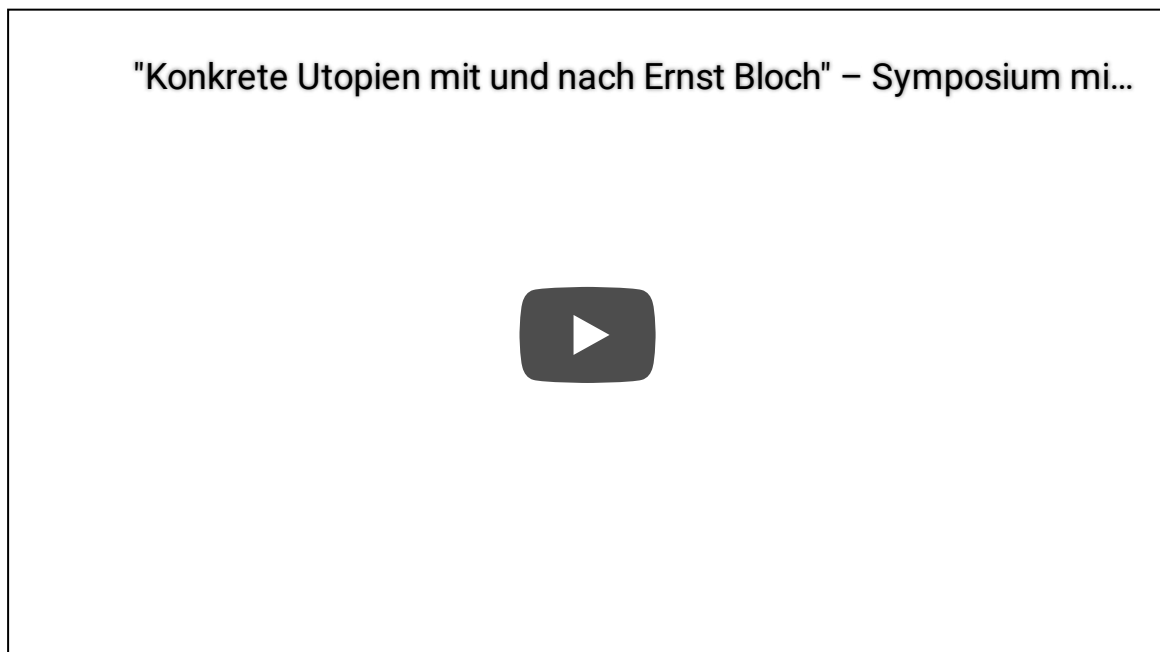 "Konkrete Utopien mit und nach Ernst Bloch" – Symposium mi...